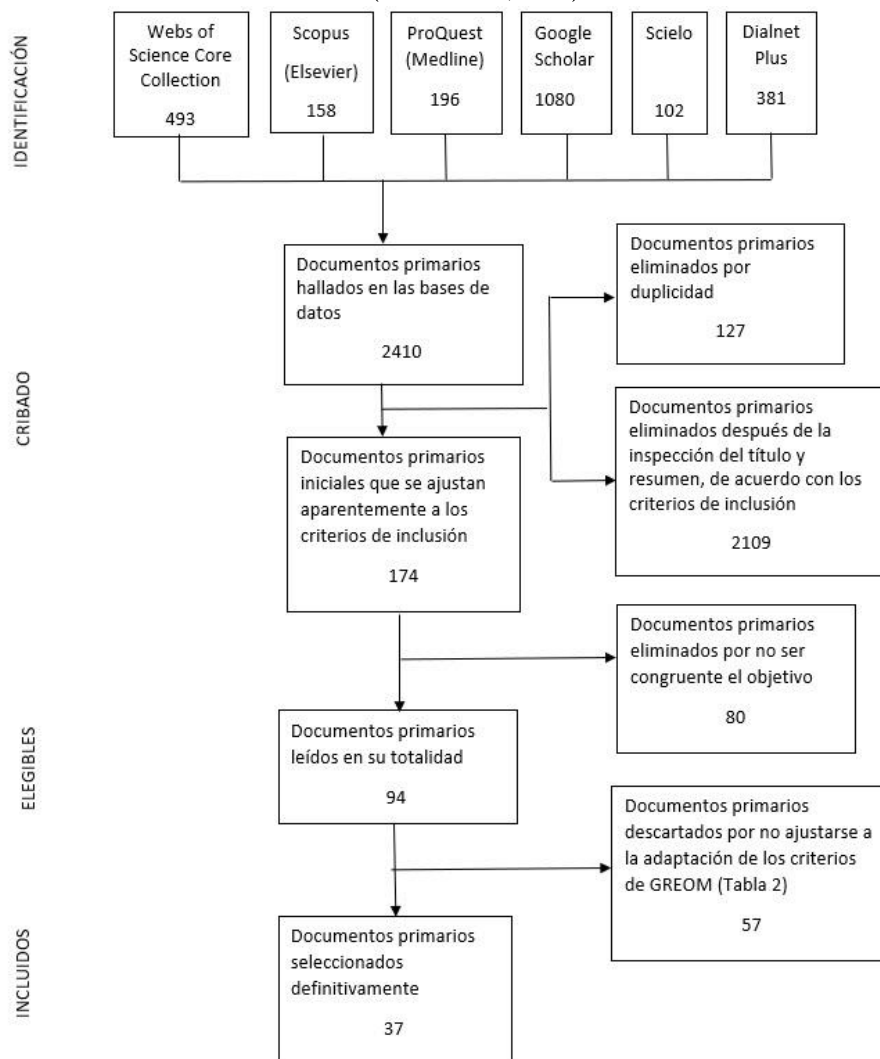 IDENTIFICACIÓN
Webs of
Science Core
Collection
493
Scopus
(Elsevier)
158
ProQuest
(Medline)
196
Google
Scholar
1080
Scielo
102
Dialnet
Plus
381
CRIBADO
Documentos primarios
hallados en las bases de
datos
2410
Documentos primarios
eliminados por
duplicidad
127
Documentos primarios
eliminados después de la
inspección del título y
resumen, de acuerdo con los
criterios de inclusión
2109
Documentos primarios
iniciales que se ajustan
aparentemente a los
criterios de inclusión
174
Documentos primarios
eliminados por no ser
congruente el objetivo
80
ELEGIBLES
Documentos primarios
leídos en su totalidad
94
Documentos primarios
descartados por no ajustarse a
la adaptación de los criterios
de GREOM (Tabla 2)
57
INCLUIDOS
Documentos primarios
seleccionados
definitivamente
37